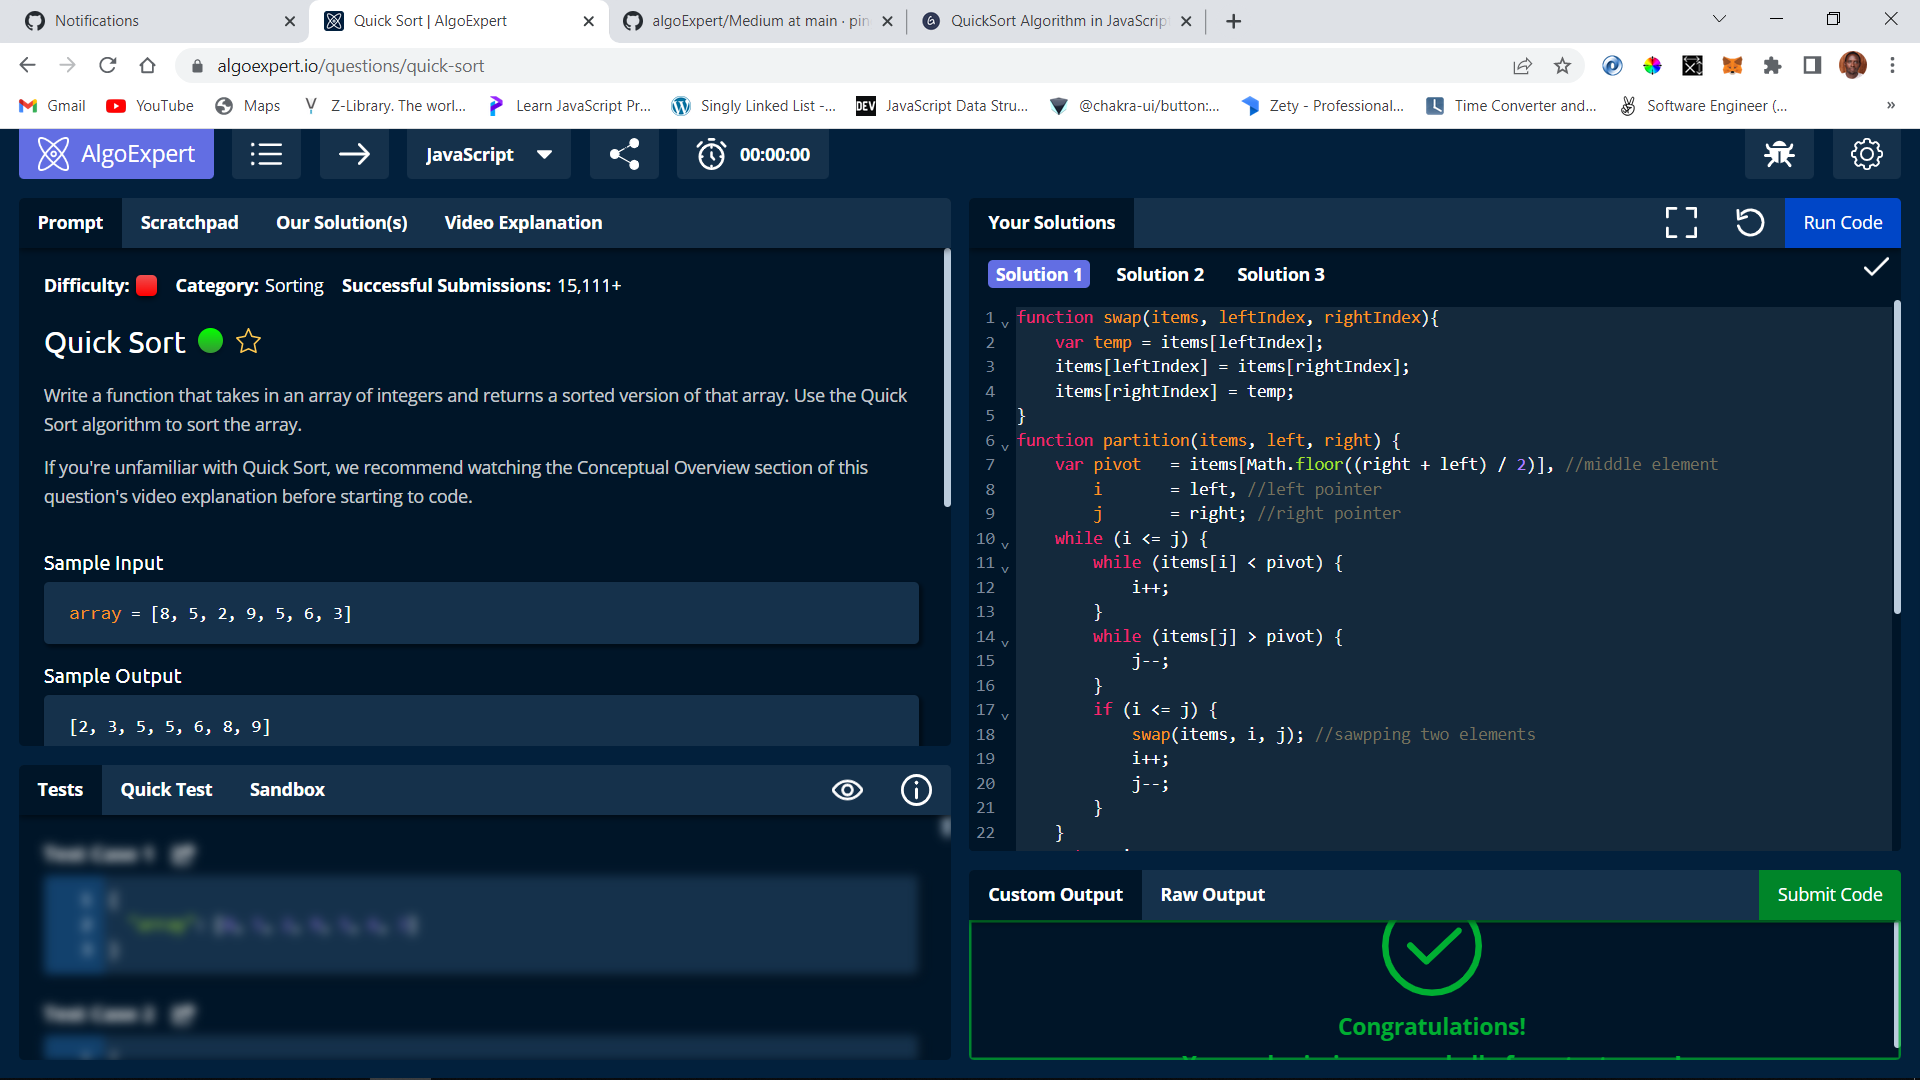 Notifications
Quick Sort | AlgoExpert
algoExpert/Medium at main · pin
QuickSort Algorithm in JavaScript
algoexpert.io/questions/quick-sort
Gmail
YouTube
Maps
Z-Library. The worl...
Learn JavaScript Pr...
Singly Linked List -...
DEV
JavaScript Data Stru...
@chakra-ui/button:...
Zety - Professional...
Time Converter and...
Software Engineer (...
»
AlgoExpert
JavaScript
00:00:00
Prompt
Scratchpad
Our Solution(s)
Video Explanation
Difficulty:
Category: Sorting
Successful Submissions: 15,111+
Quick Sort
Write a function that takes in an array of integers and returns a sorted version of that array. Use the Quick
Sort algorithm to sort the array.
If you're unfamiliar with Quick Sort, we recommend watching the Conceptual Overview section of this
question's video explanation before starting to code.
Sample Input
array = [8, 5, 2, 9, 5, 6, 3]
Sample Output
[2, 3, 5, 5, 6, 8, 9]
Tests
Quick Test
Sandbox
Test Case 1
Test Case 2
Your Solutions
Run Code
Solution 1
Solution 2
Solution 3
1 function swap(items, leftIndex, rightIndex){
2 var temp = items[leftIndex];
3 items[leftIndex] = items[rightIndex];
4 items[rightIndex] = temp;
5 }
6 function partition(items, left, right) {
7 var pivot = items[Math.floor((right + left) / 2)], //middle element
8 i = left, //left pointer
9 j = right; //right pointer
10 while (i <= j) {
11 while (items[i] < pivot) {
12 i++;
13 }
14 while (items[j] > pivot) {
15 j--;
16 }
17 if (i <= j) {
18 swap(items, i, j); //sawpping two elements
19 i++;
20 j--;
21 }
22 }
Custom Output
Raw Output
Submit Code
Congratulations!